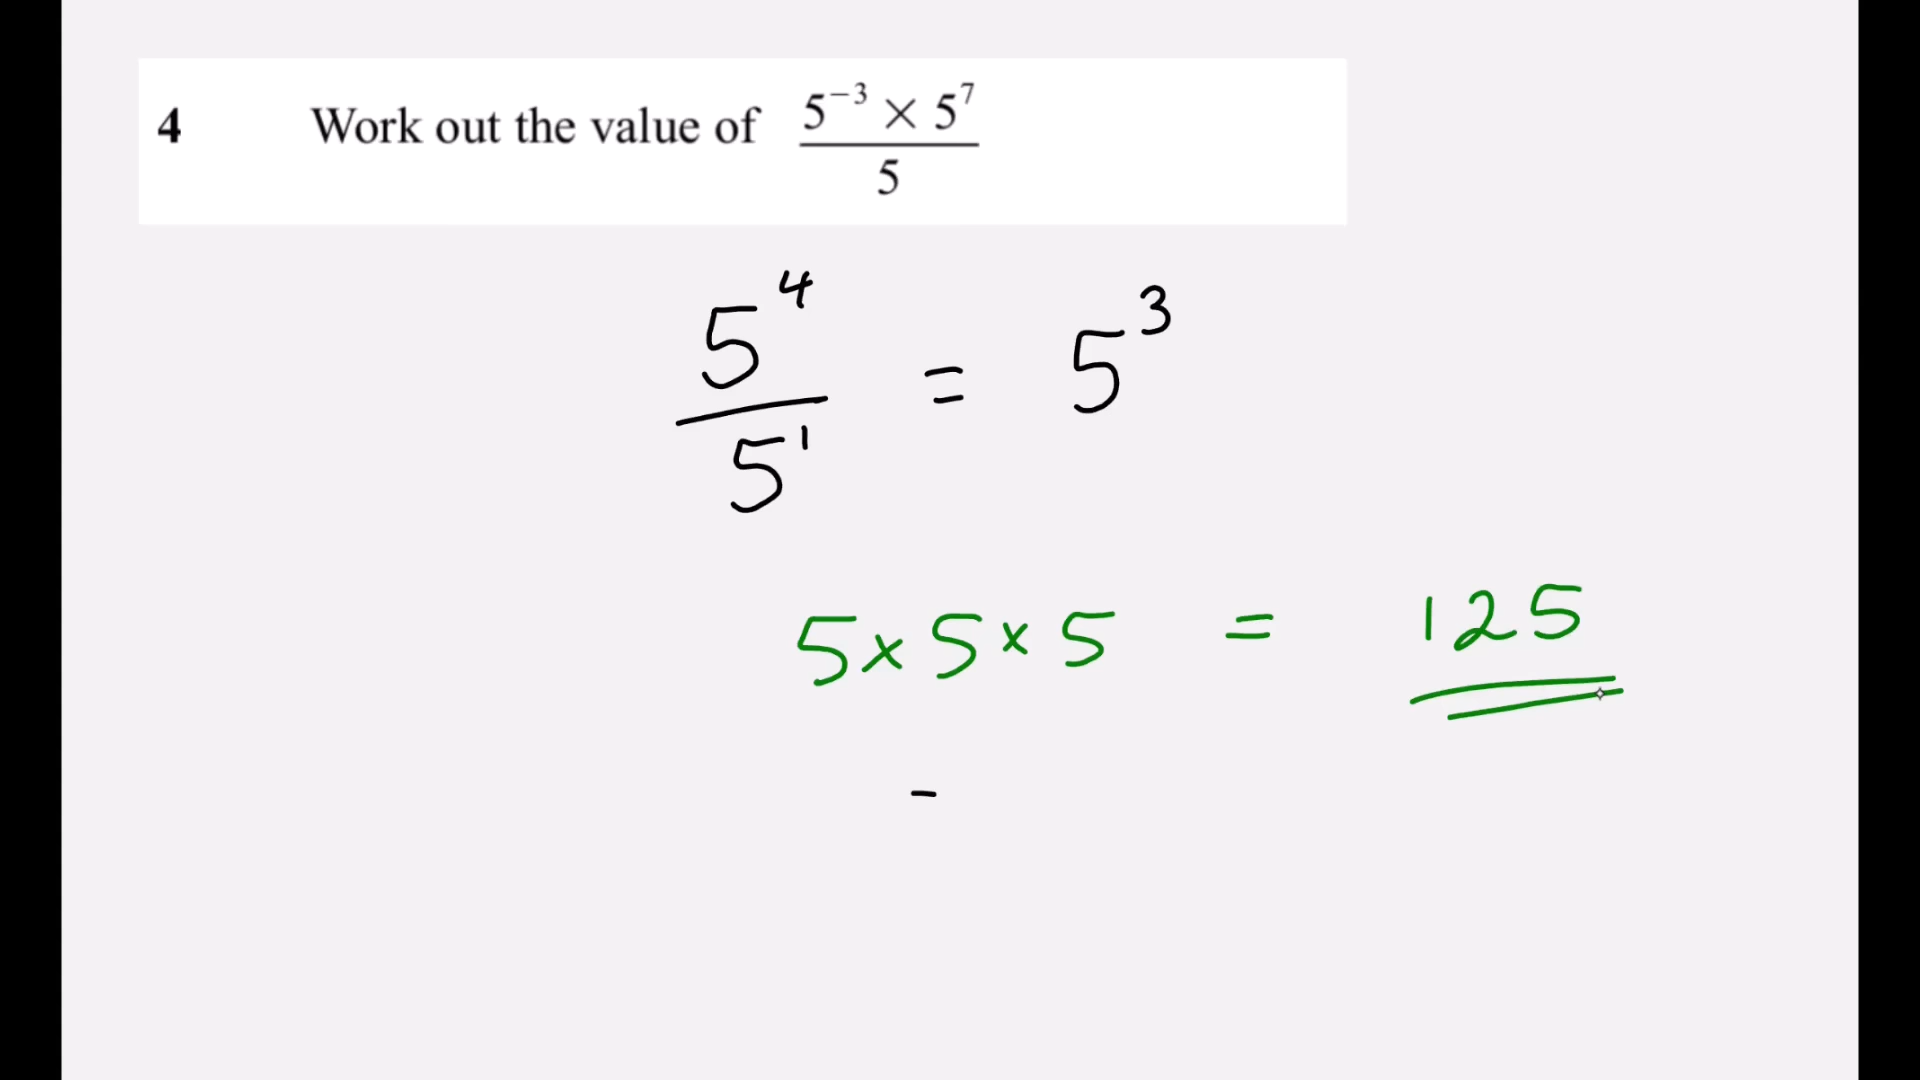 4 Work out the value of (5⁻³ × 5⁷)/5
5⁴/5¹ = 5³
5 × 5 × 5 = 125
-